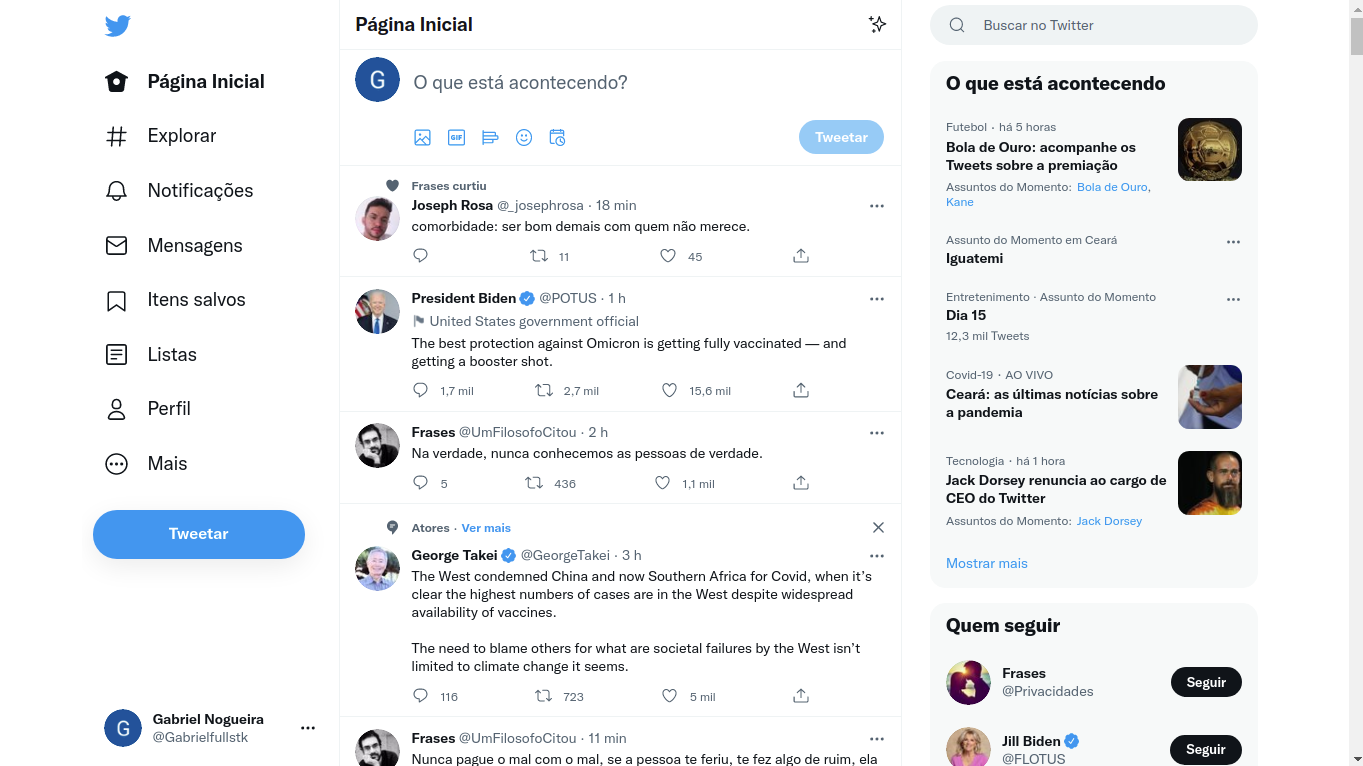 Página Inicial
Explorar
Notificações
Mensagens
Itens salvos
Listas
Perfil
Mais
Tweetar
G
Gabriel Nogueira
@Gabrielfullstk
Página Inicial
G
O que está acontecendo?
GIF
Tweetar
Frases curtiu
Joseph Rosa @_josephrosa · 18 min
comorbidade: ser bom demais com quem não merece.
11 45
President Biden @POTUS · 1 h
United States government official
The best protection against Omicron is getting fully vaccinated — and
getting a booster shot.
1,7 mil 2,7 mil 15,6 mil
Frases @UmFilosofoCitou · 2 h
Na verdade, nunca conhecemos as pessoas de verdade.
5 436 1,1 mil
Atores · Ver mais
George Takei @GeorgeTakei · 3 h
The West condemned China and now Southern Africa for Covid, when it’s
clear the highest numbers of cases are in the West despite widespread
availability of vaccines.
The need to blame others for what are societal failures by the West isn’t
limited to climate change it seems.
116 723 5 mil
Frases @UmFilosofoCitou · 11 min
Nunca pague o mal com o mal, se a pessoa te feriu, te fez algo de ruim, ela
Buscar no Twitter
O que está acontecendo
Futebol · há 5 horas
Bola de Ouro: acompanhe os
Tweets sobre a premiação
Assuntos do Momento: Bola de Ouro,
Kane
Assunto do Momento em Ceará
Iguatemi
Entretenimento · Assunto do Momento
Dia 15
12,3 mil Tweets
Covid-19 · AO VIVO
Ceará: as últimas notícias sobre
a pandemia
Tecnologia · há 1 hora
Jack Dorsey renuncia ao cargo de
CEO do Twitter
Assuntos do Momento: Jack Dorsey
Mostrar mais
Quem seguir
Frases
@Privacidades
Seguir
Jill Biden
@FLOTUS
Seguir